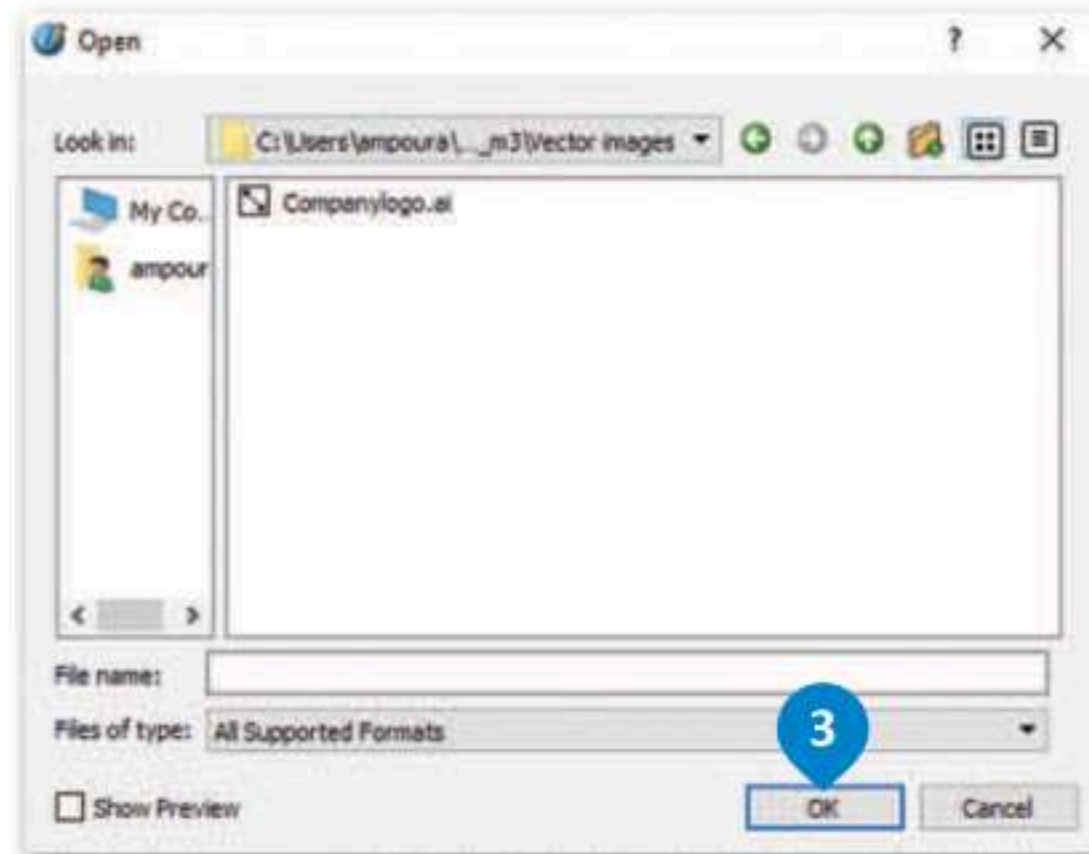 Open ?
Look in: C:\Users\ampoura\..._m3\Vector images
My Co.
ampour
Companylogo.ai
File name:
Files of type: All Supported Formats
3
Show Preview OK Cancel